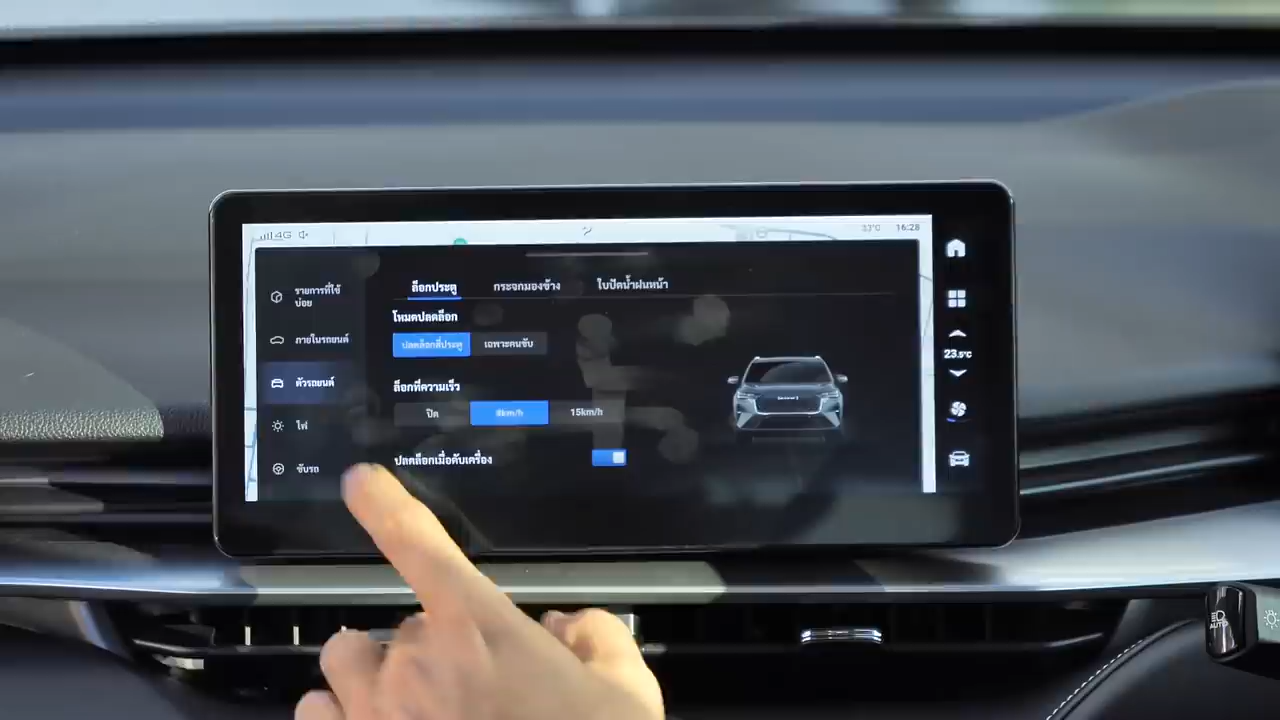 4G
33°C 16:28
รายการที่ใช้
บ่อย
ภายในรถยนต์
ตัวรถยนต์
ไฟ
ขับรถ
ล็อกประตู กระจกมองข้าง ใบปัดน้ำฝนหน้า
โหมดปลดล็อก
ปลดล็อกสี่ประตู เฉพาะคนขับ
ล็อกที่ความเร็ว
ปิด 8km/h 15km/h
ปลดล็อกเมื่อดับเครื่อง
23.5°C
AUTO